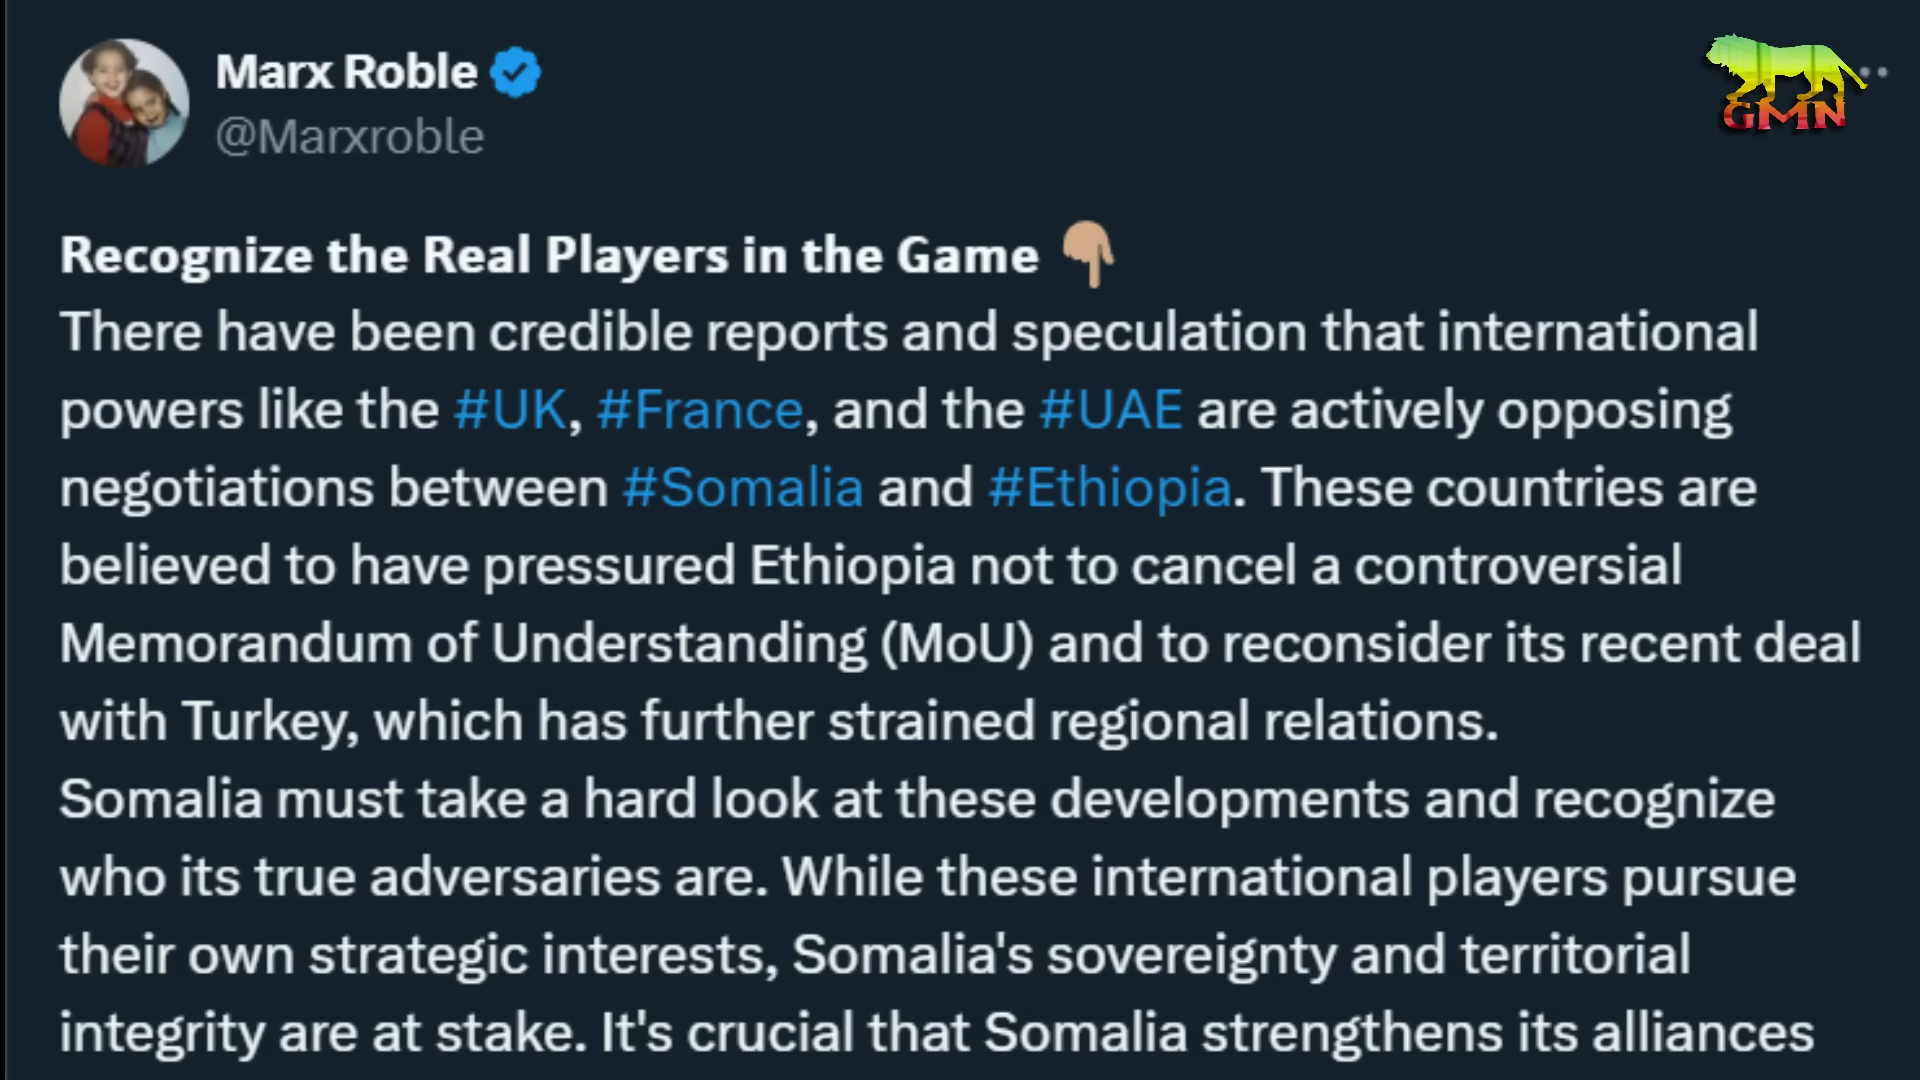 Marx Roble
@Marxroble
GMN
Recognize the Real Players in the Game
There have been credible reports and speculation that international
powers like the #UK, #France, and the #UAE are actively opposing
negotiations between #Somalia and #Ethiopia. These countries are
believed to have pressured Ethiopia not to cancel a controversial
Memorandum of Understanding (MoU) and to reconsider its recent deal
with Turkey, which has further strained regional relations.
Somalia must take a hard look at these developments and recognize
who its true adversaries are. While these international players pursue
their own strategic interests, Somalia's sovereignty and territorial
integrity are at stake. It's crucial that Somalia strengthens its alliances